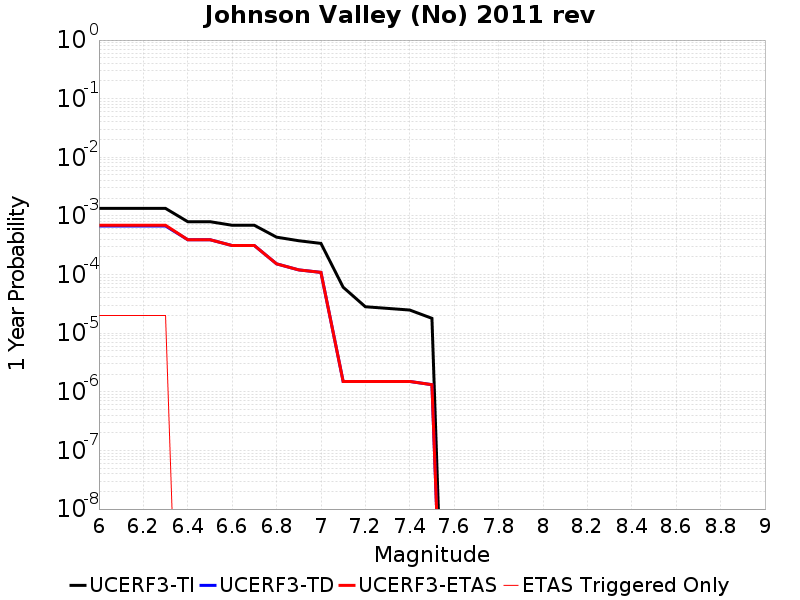 Johnson Valley (No) 2011 rev
1 Year Probability
10^0
10^-1
10^-2
10^-3
10^-4
10^-5
10^-6
10^-7
10^-8
6 6.2 6.4 6.6 6.8 7 7.2 7.4 7.6 7.8 8 8.2 8.4 8.6 8.8 9
Magnitude
UCERF3-TI UCERF3-TD UCERF3-ETAS ETAS Triggered Only